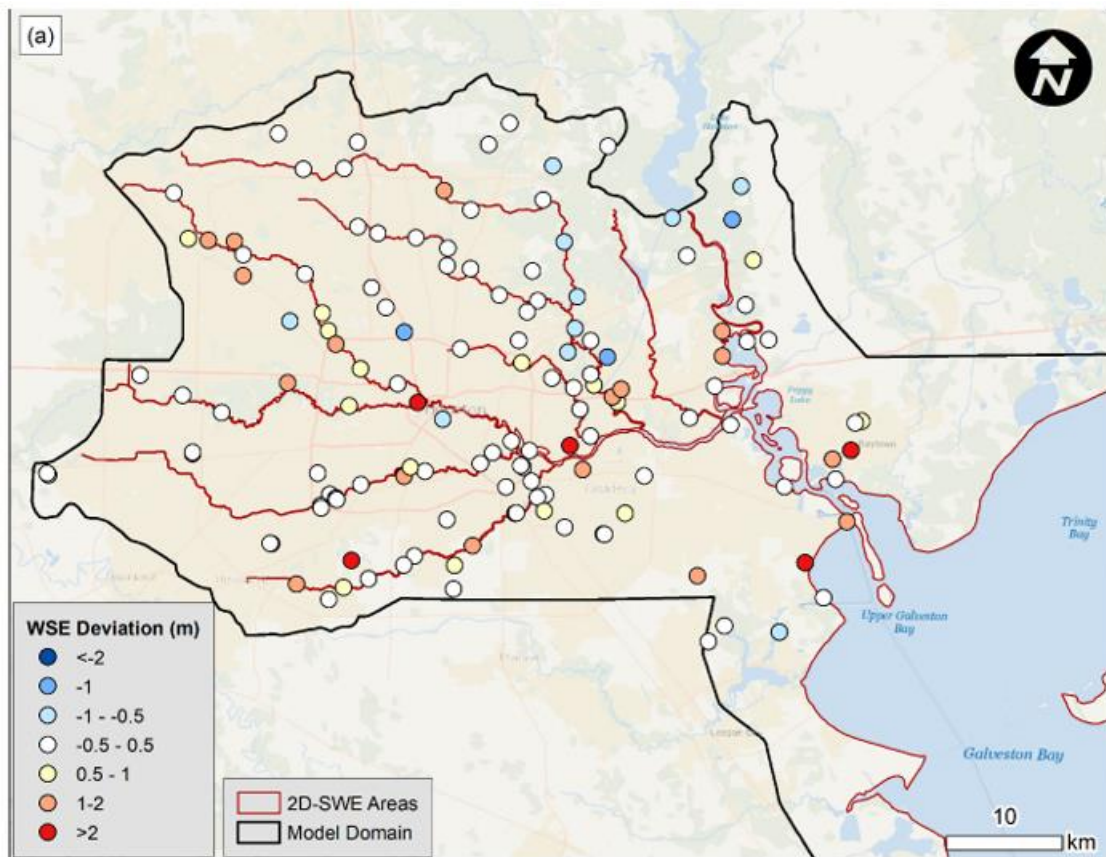 (a)
N
Trinity
Bay
Upper Galveston
Bay
Galveston Bay
WSE Deviation (m)
<-2
-1
-1 - -0.5
-0.5 - 0.5
0.5 - 1
1-2
>2
2D-SWE Areas
Model Domain
10
km